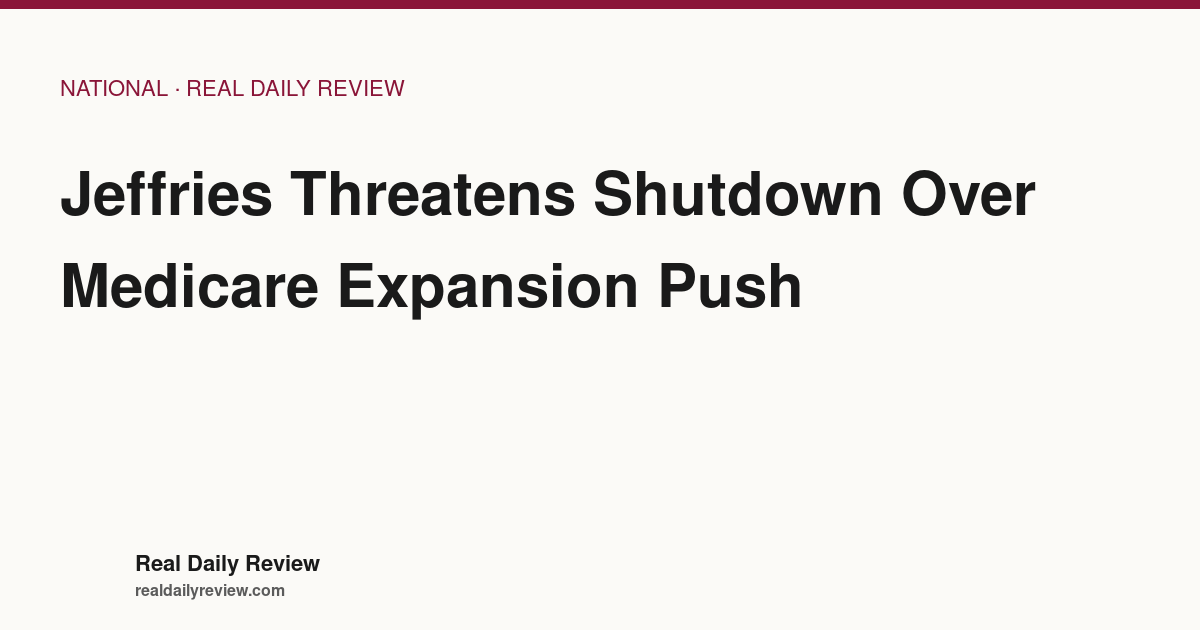 NATIONAL · REAL DAILY REVIEW
Jeffries Threatens Shutdown Over
Medicare Expansion Push
Real Daily Review
realdailyreview.com